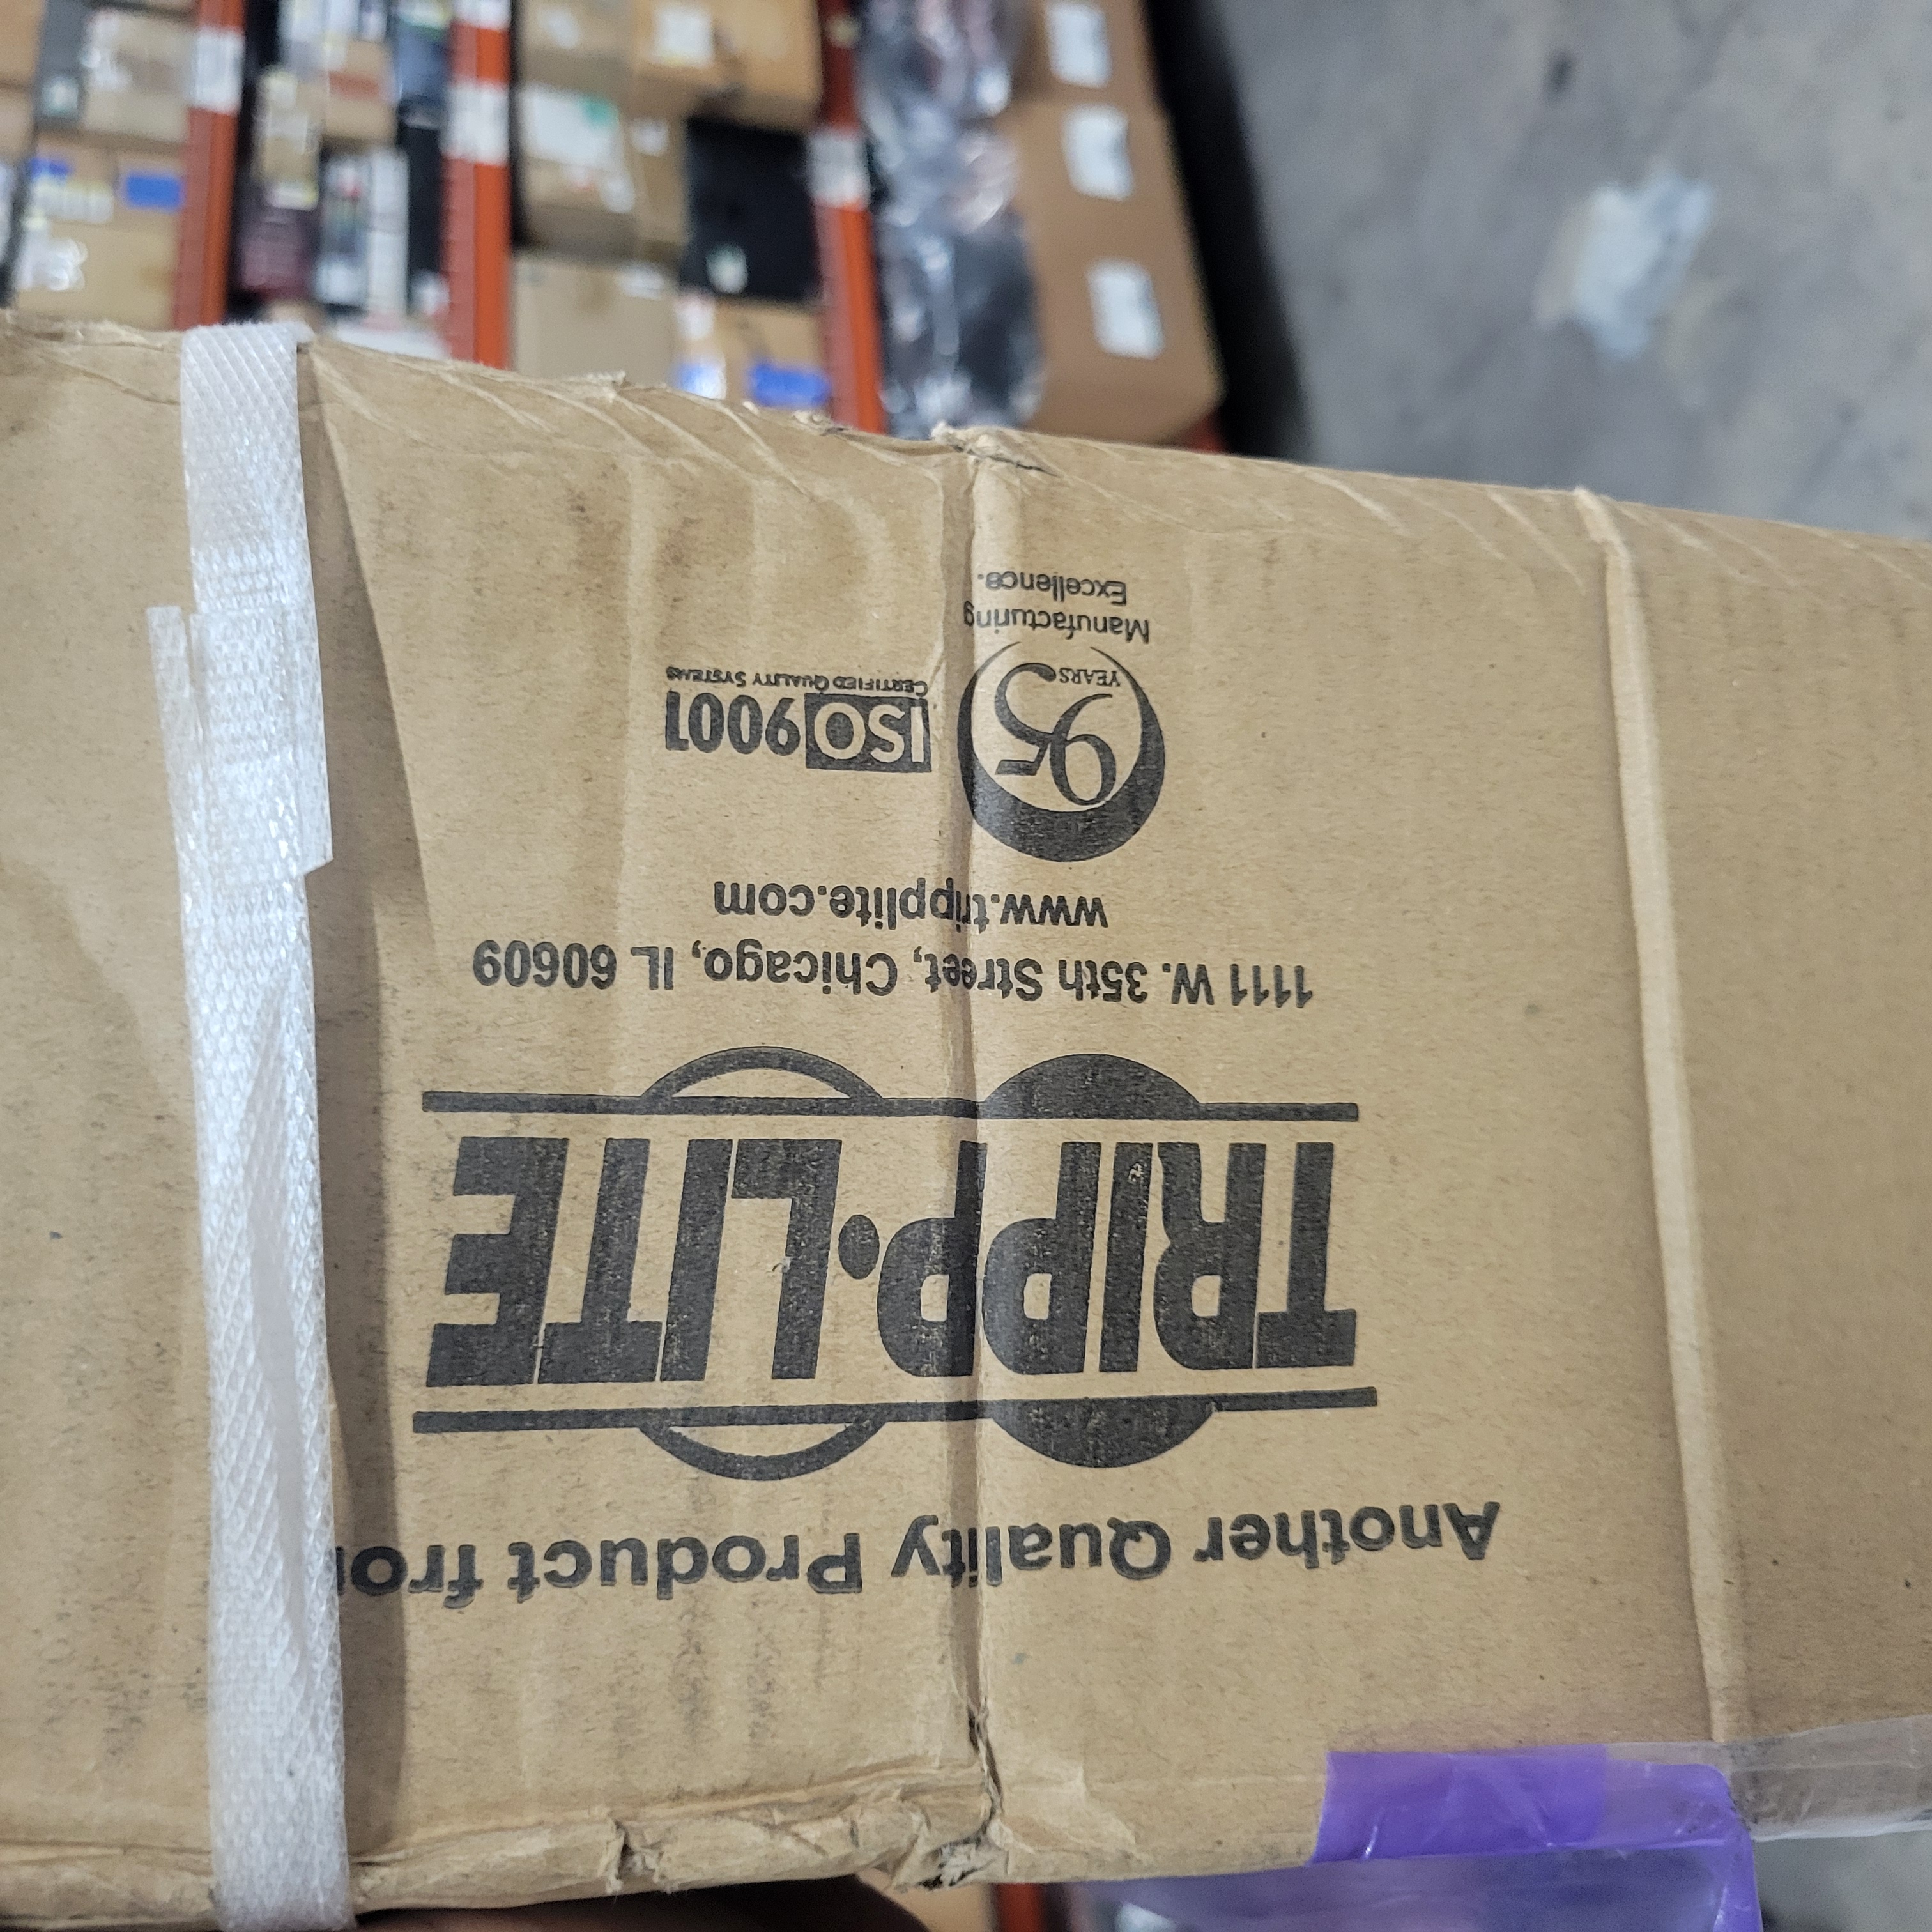 Another Quality Product fro
TRIPP·LITE
1111 W. 35th Street, Chicago, IL 60609
www.tripplite.com
95 YEARS
Manufacturing
Excellence.
ISO 9001
CERTIFIED QUALITY SYSTEMS